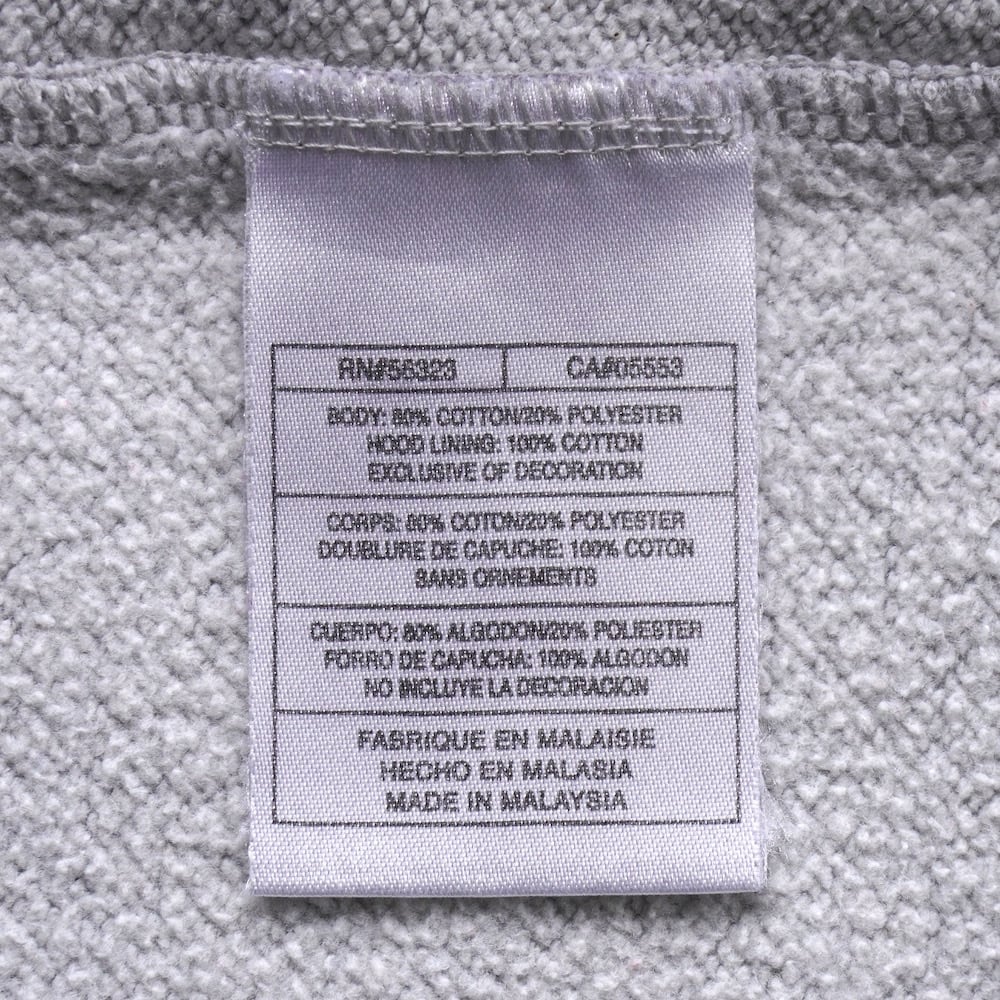 RN#56323 CA#05553
BODY: 80% COTTON/20% POLYESTER
HOOD LINING: 100% COTTON
EXCLUSIVE OF DECORATION
CORPS: 80% COTON/20% POLYESTER
DOUBLURE DE CAPUCHE: 100% COTON
SANS ORNEMENTS
CUERPO: 80% ALGODON/20% POLIESTER
FORRO DE CAPUCHA: 100% ALGODON
NO INCLUYE LA DECORACION
FABRIQUE EN MALAISIE
HECHO EN MALASIA
MADE IN MALAYSIA